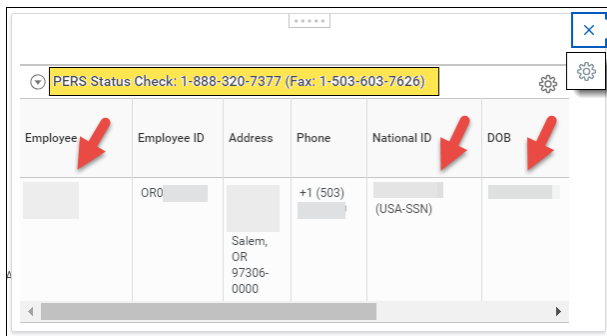 PERS Status Check: 1-888-320-7377 (Fax: 1-503-603-7626)
Employee Employee ID Address Phone National ID DOB
OR0 +1 (503)
(USA-SSN)
Salem,
OR
97306-
0000